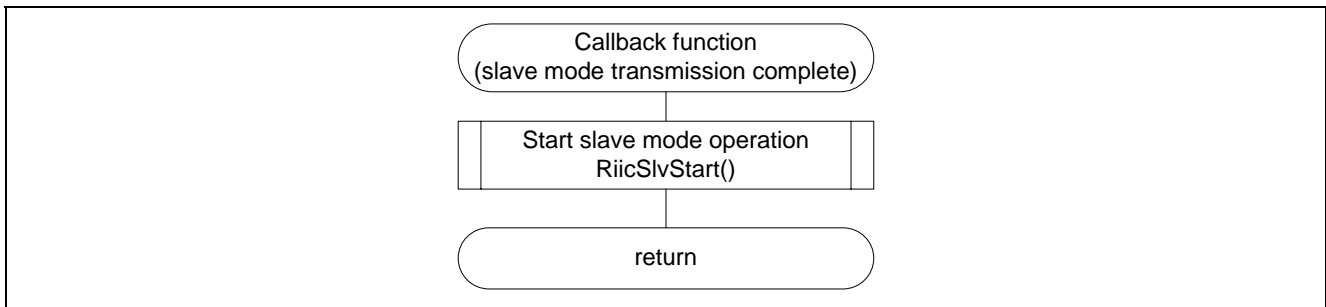 Callback function
(slave mode transmission complete)
Start slave mode operation
RiicSlvStart()
return